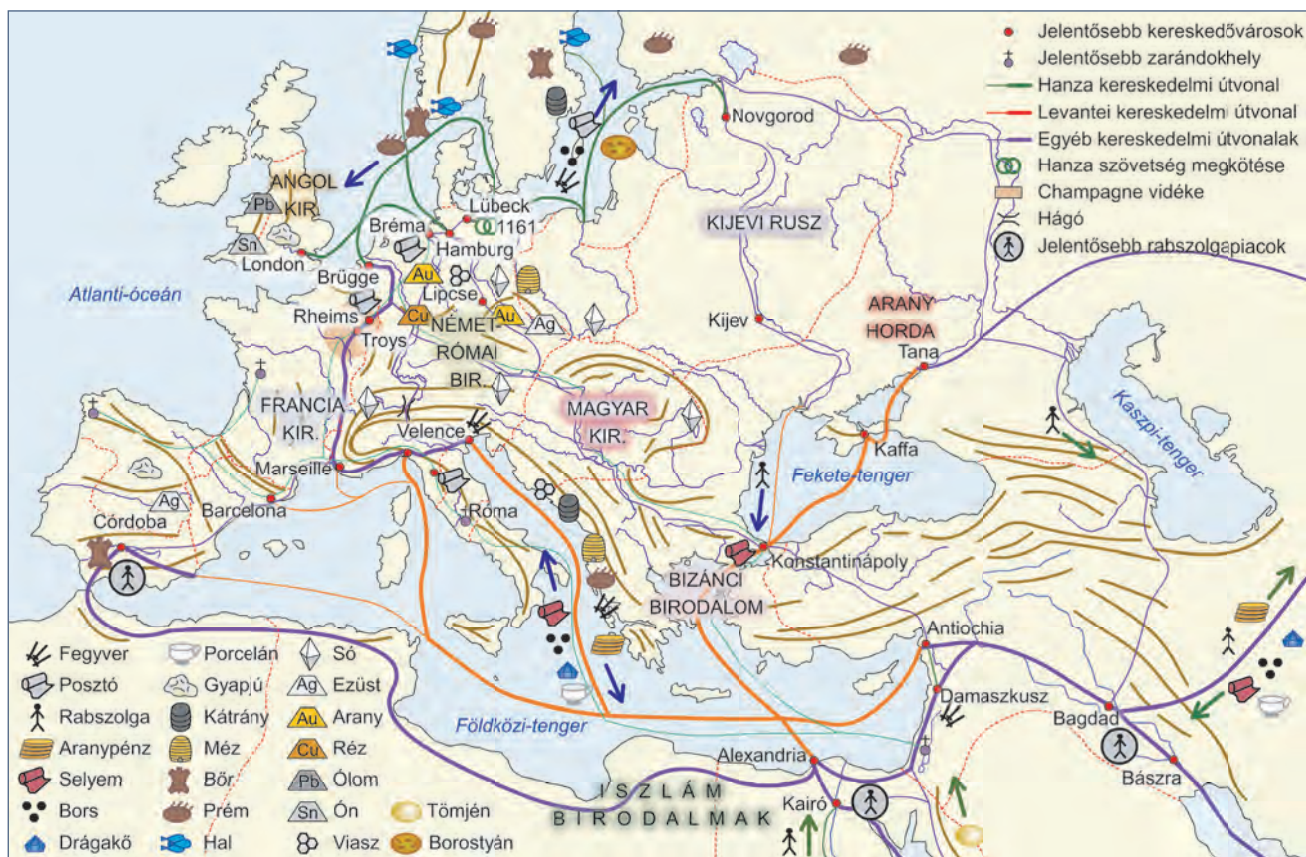 Jelentősebb kereskedővárosok
Jelentősebb zarándokhely
Hanza kereskedelmi útvonal
Levantei kereskedelmi útvonal
Egyéb kereskedelmi útvonalak
Hanza szövetség megkötése
Champagne vidéke
Hágó
Jelentősebb rabszolgapiacok
Novgorod
ANGOL
KIR.
Pb
Sn
London
Lübeck
1161
Bréma
Hamburg
KIJEVI RUSZ
Brügge
Au
Lipcse
Atlanti-óceán
Rheims
Cu
Au
Ag
Troys
NÉMET-
RÓMAI
BIR.
Kijev
ARANY
HORDA
Tana
FRANCIA
KIR.
MAGYAR
KIR.
Velence
Kaffa
Kaszpi-tenger
Marseille
Fekete-tenger
Ag
Barcelona
Róma
Córdoba
Konstantinápoly
BIZÁNCI
BIRODALOM
Antiochia
Damaszkusz
Bagdad
Földközi-tenger
Alexandria
Bászra
ISZLÁM
BIRODALMAK
Kairó
Fegyver
Posztó
Rabszolga
Aranypénz
Selyem
Bors
Drágakő
Porcelán
Gyapjú
Kátrány
Méz
Bőr
Prém
Hal
Só
Ag Ezüst
Au Arany
Cu Réz
Pb Ólom
Sn Ón
Viasz
Tömjén
Borostyán